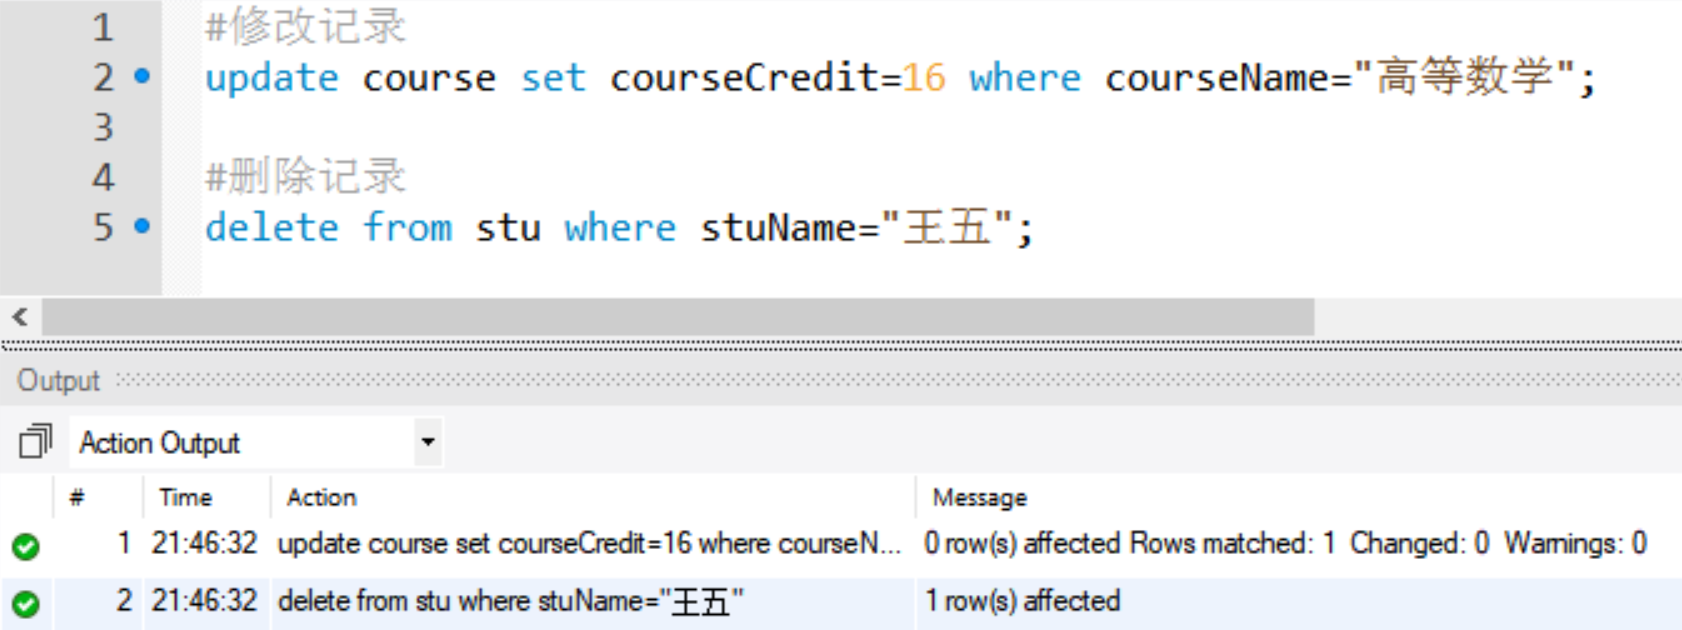 1 #修改记录
2 update course set courseCredit=16 where courseName="高等数学";
3
4 #删除记录
5 delete from stu where stuName="王五";
Output
Action Output
# Time Action Message
1 21:46:32 update course set courseCredit=16 where courseN... 0 row(s) affected Rows matched: 1 Changed: 0 Warnings: 0
2 21:46:32 delete from stu where stuName="王五" 1 row(s) affected